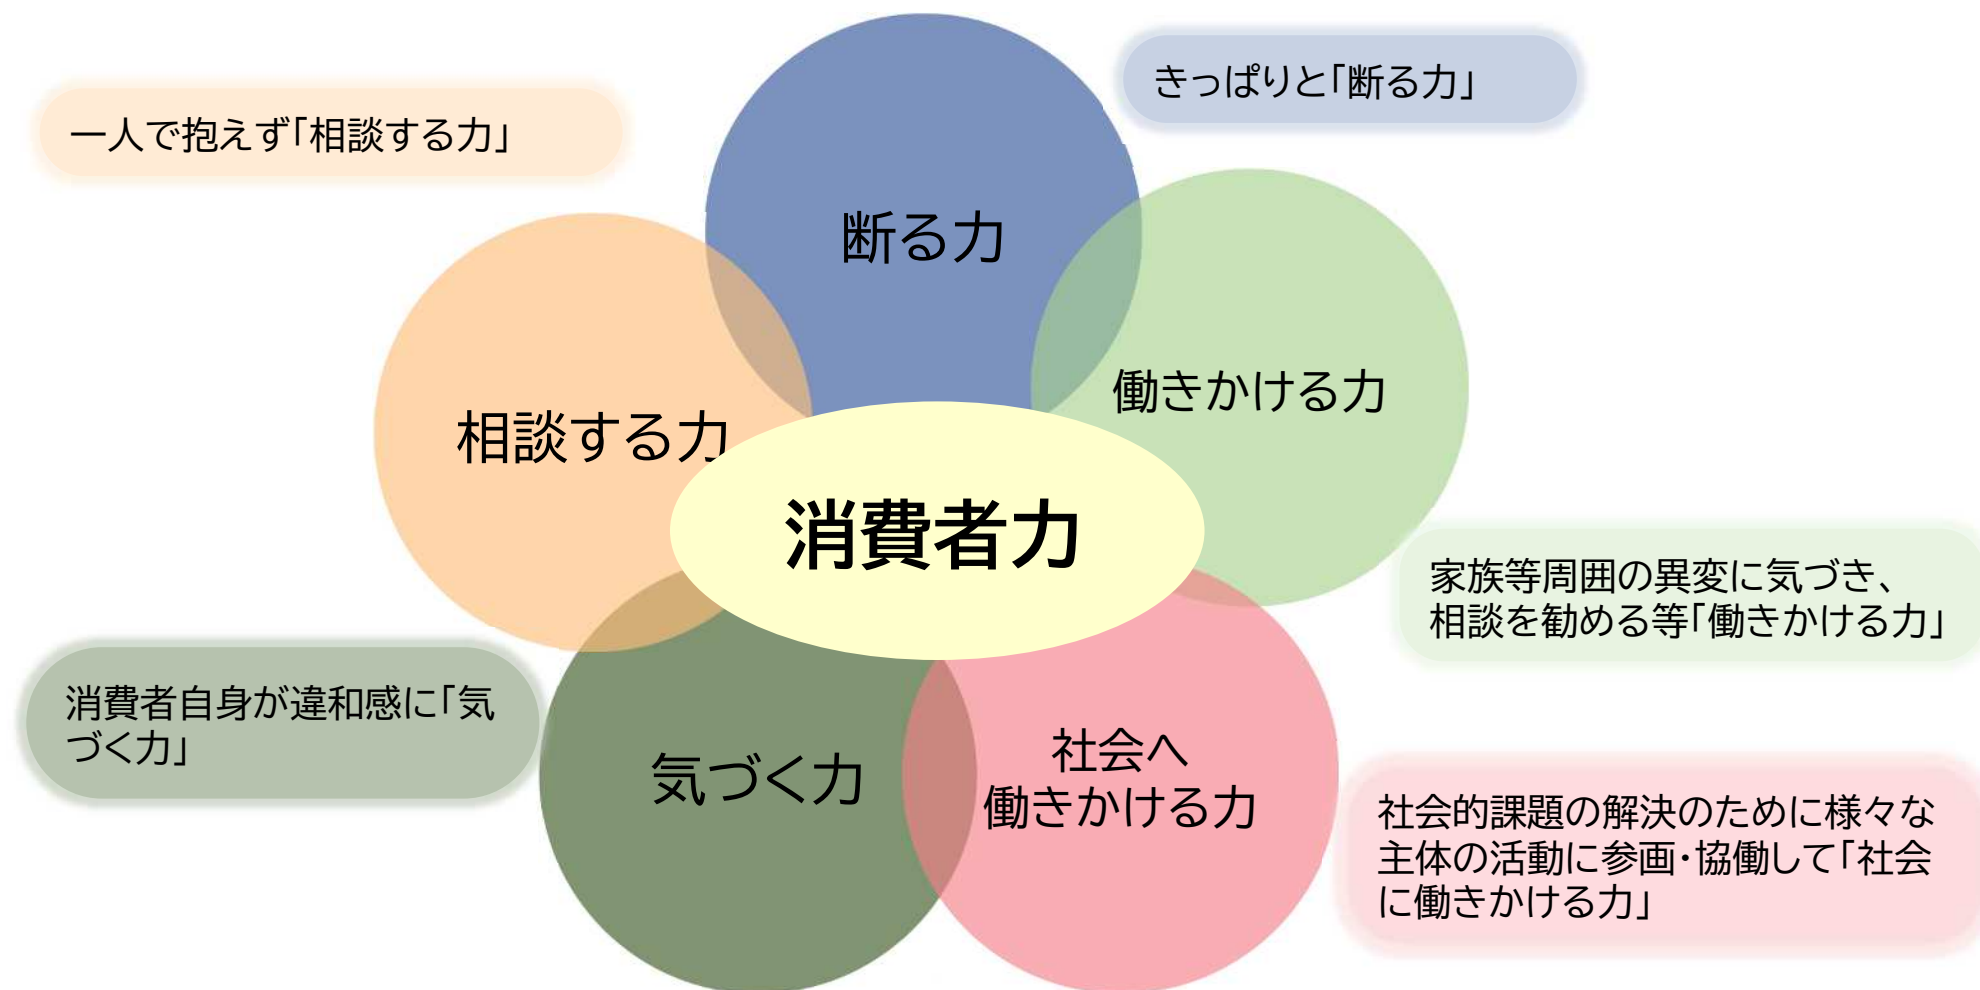 きっぱりと「断る力」
一人で抱えず「相談する力」
断る力
働きかける力
相談する力
消費者力
家族等周囲の異変に気づき、
相談を勧める等「働きかける力」
消費者自身が違和感に「気
づく力」
気づく力
社会へ
働きかける力
社会的課題の解決のために様々な
主体の活動に参画・協働して「社会
に働きかける力」